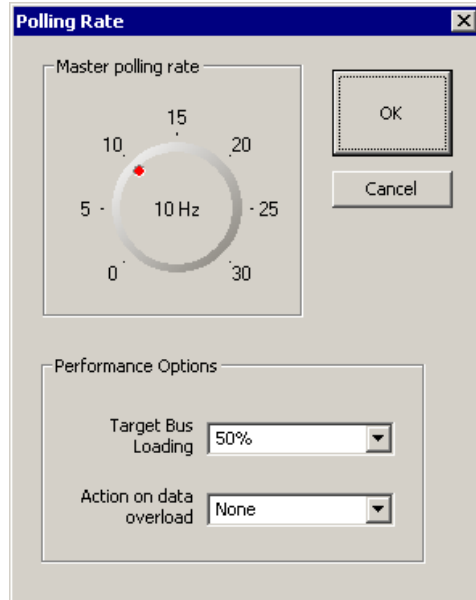 Polling Rate
Master polling rate
15
10
20
5
10 Hz
25
0
30
OK
Cancel
Performance Options
Target Bus
Loading
50%
Action on data
overload
None